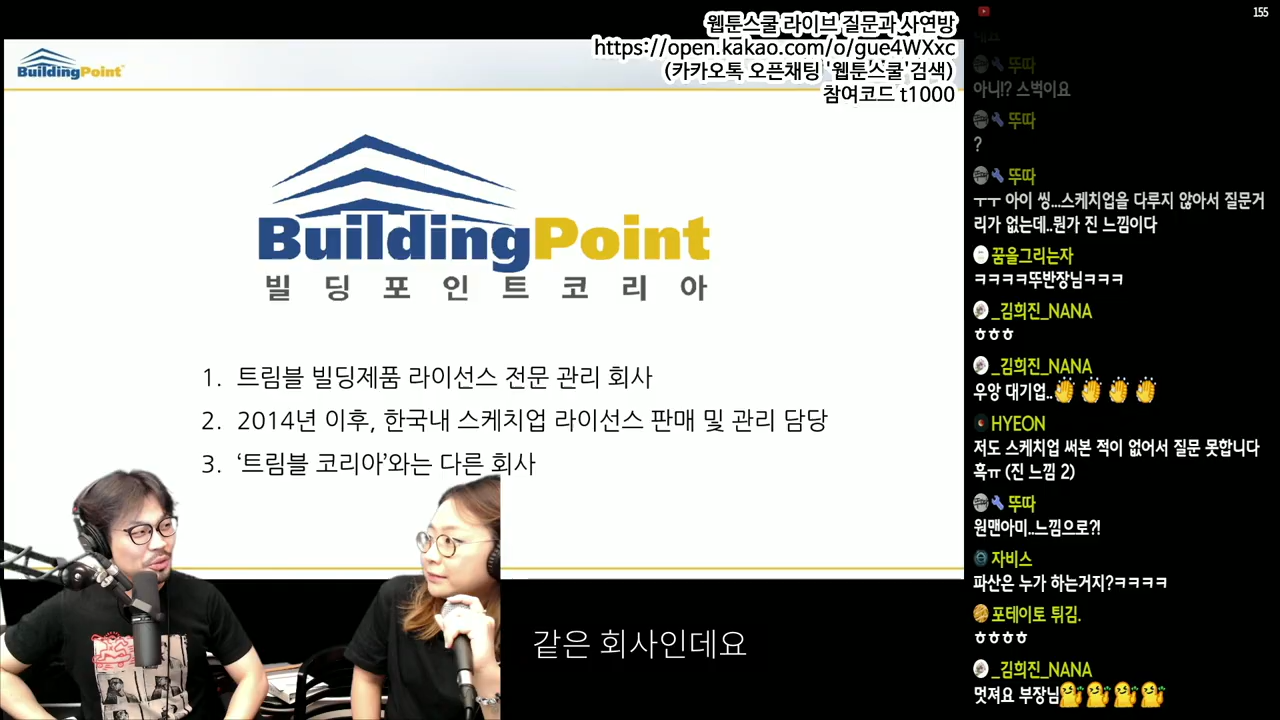 웹툰스쿨 라이브 질문과 사연방
https://open.kakao.com/o/gue4WXxc
(카카오톡 오픈채팅 '웹툰스쿨'검색)
참여코드 t1000
BuildingPoint
BuildingPoint
빌딩포인트코리아
1. 트림블 빌딩제품 라이선스 전문 관리 회사
2. 2014년 이후, 한국내 스케치업 라이선스 판매 및 관리 담당
3. ‘트림블 코리아’와는 다른 회사
같은 회사인데요
155
뚜따
아니!? 스벅이요
뚜따
?
뚜따
ㅜㅜ 아이 씽...스케치업을 다루지 않아서 질문거
리가 없는데..뭔가 진 느낌이다
꿈을그리는자
ㅋㅋㅋㅋ뚜반장님ㅋㅋㅋ
_김희진_NANA
ㅎㅎㅎ
_김희진_NANA
우앙 대기업..👏👏👏👏
HYEON
저도 스케치업 써본 적이 없어서 질문 못합니다
흑ㅠ (진 느낌 2)
뚜따
원맨아미..느낌으로?!
자비스
파산은 누가 하는거지?ㅋㅋㅋㅋ
포테이토 튀김.
ㅎㅎㅎㅎ
_김희진_NANA
멋져요 부장님